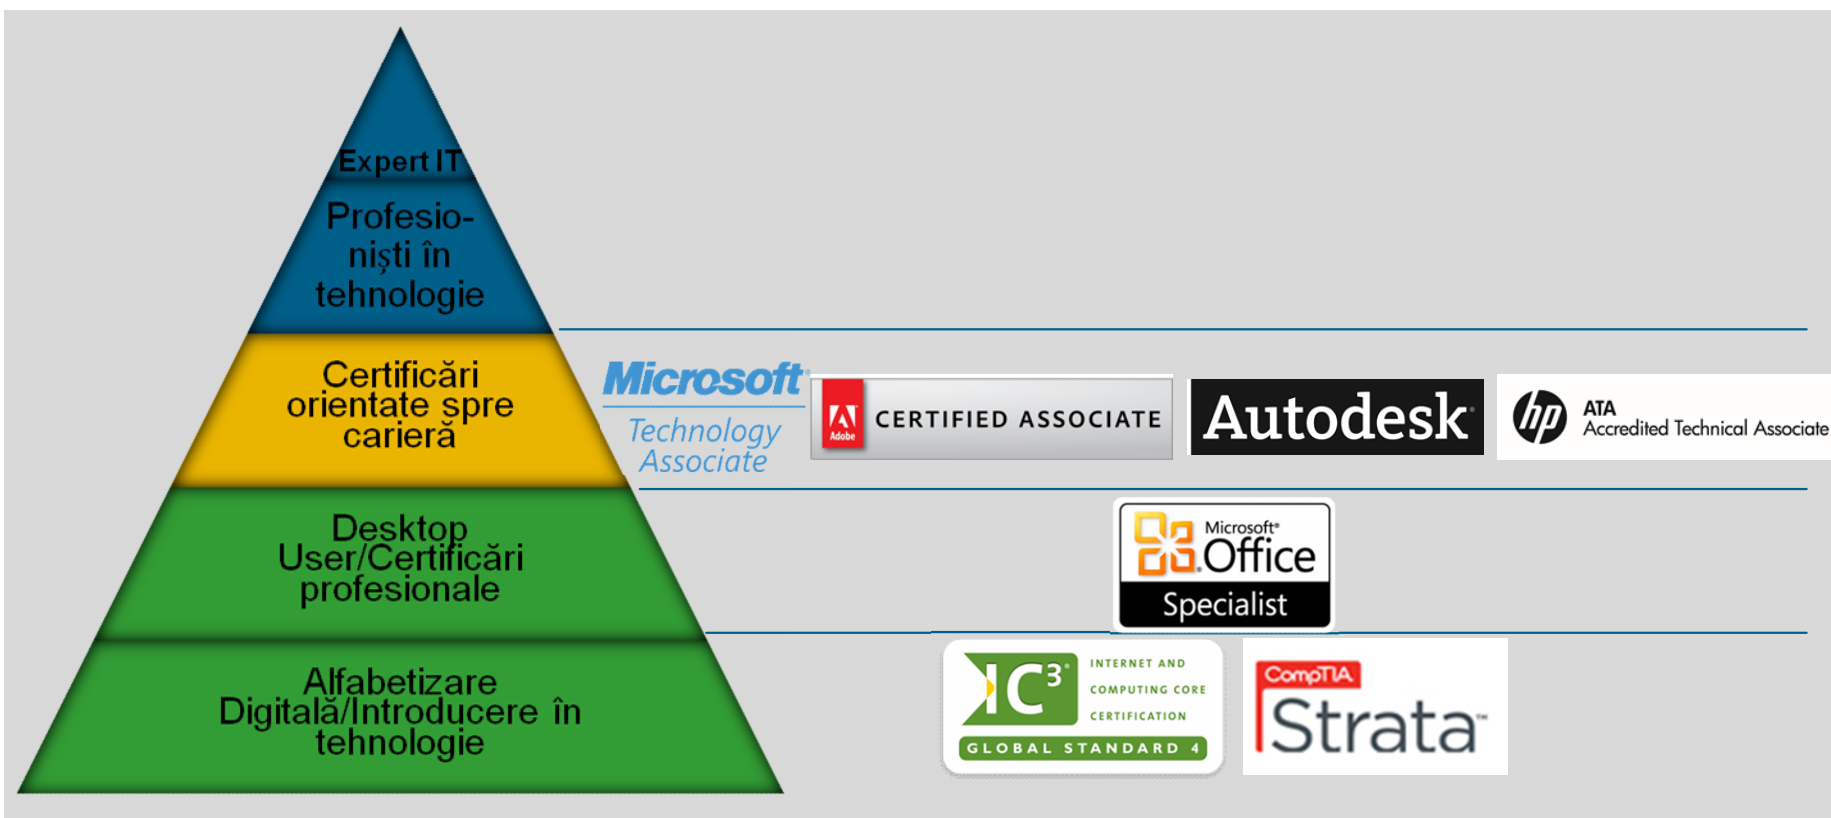 Expert IT
Profesio-
niști în
tehnologie
Certificări
orientate spre
carieră
Microsoft
Technology
Associate
Adobe
CERTIFIED ASSOCIATE
Autodesk
hp
ATA
Accredited Technical Associate
Desktop
User/Certificări
profesionale
Microsoft®
Office
Specialist
Alfabetizare
Digitală/Introducere în
tehnologie
IC³®
INTERNET AND
COMPUTING CORE
CERTIFICATION
GLOBAL STANDARD 4
CompTIA
Strata™